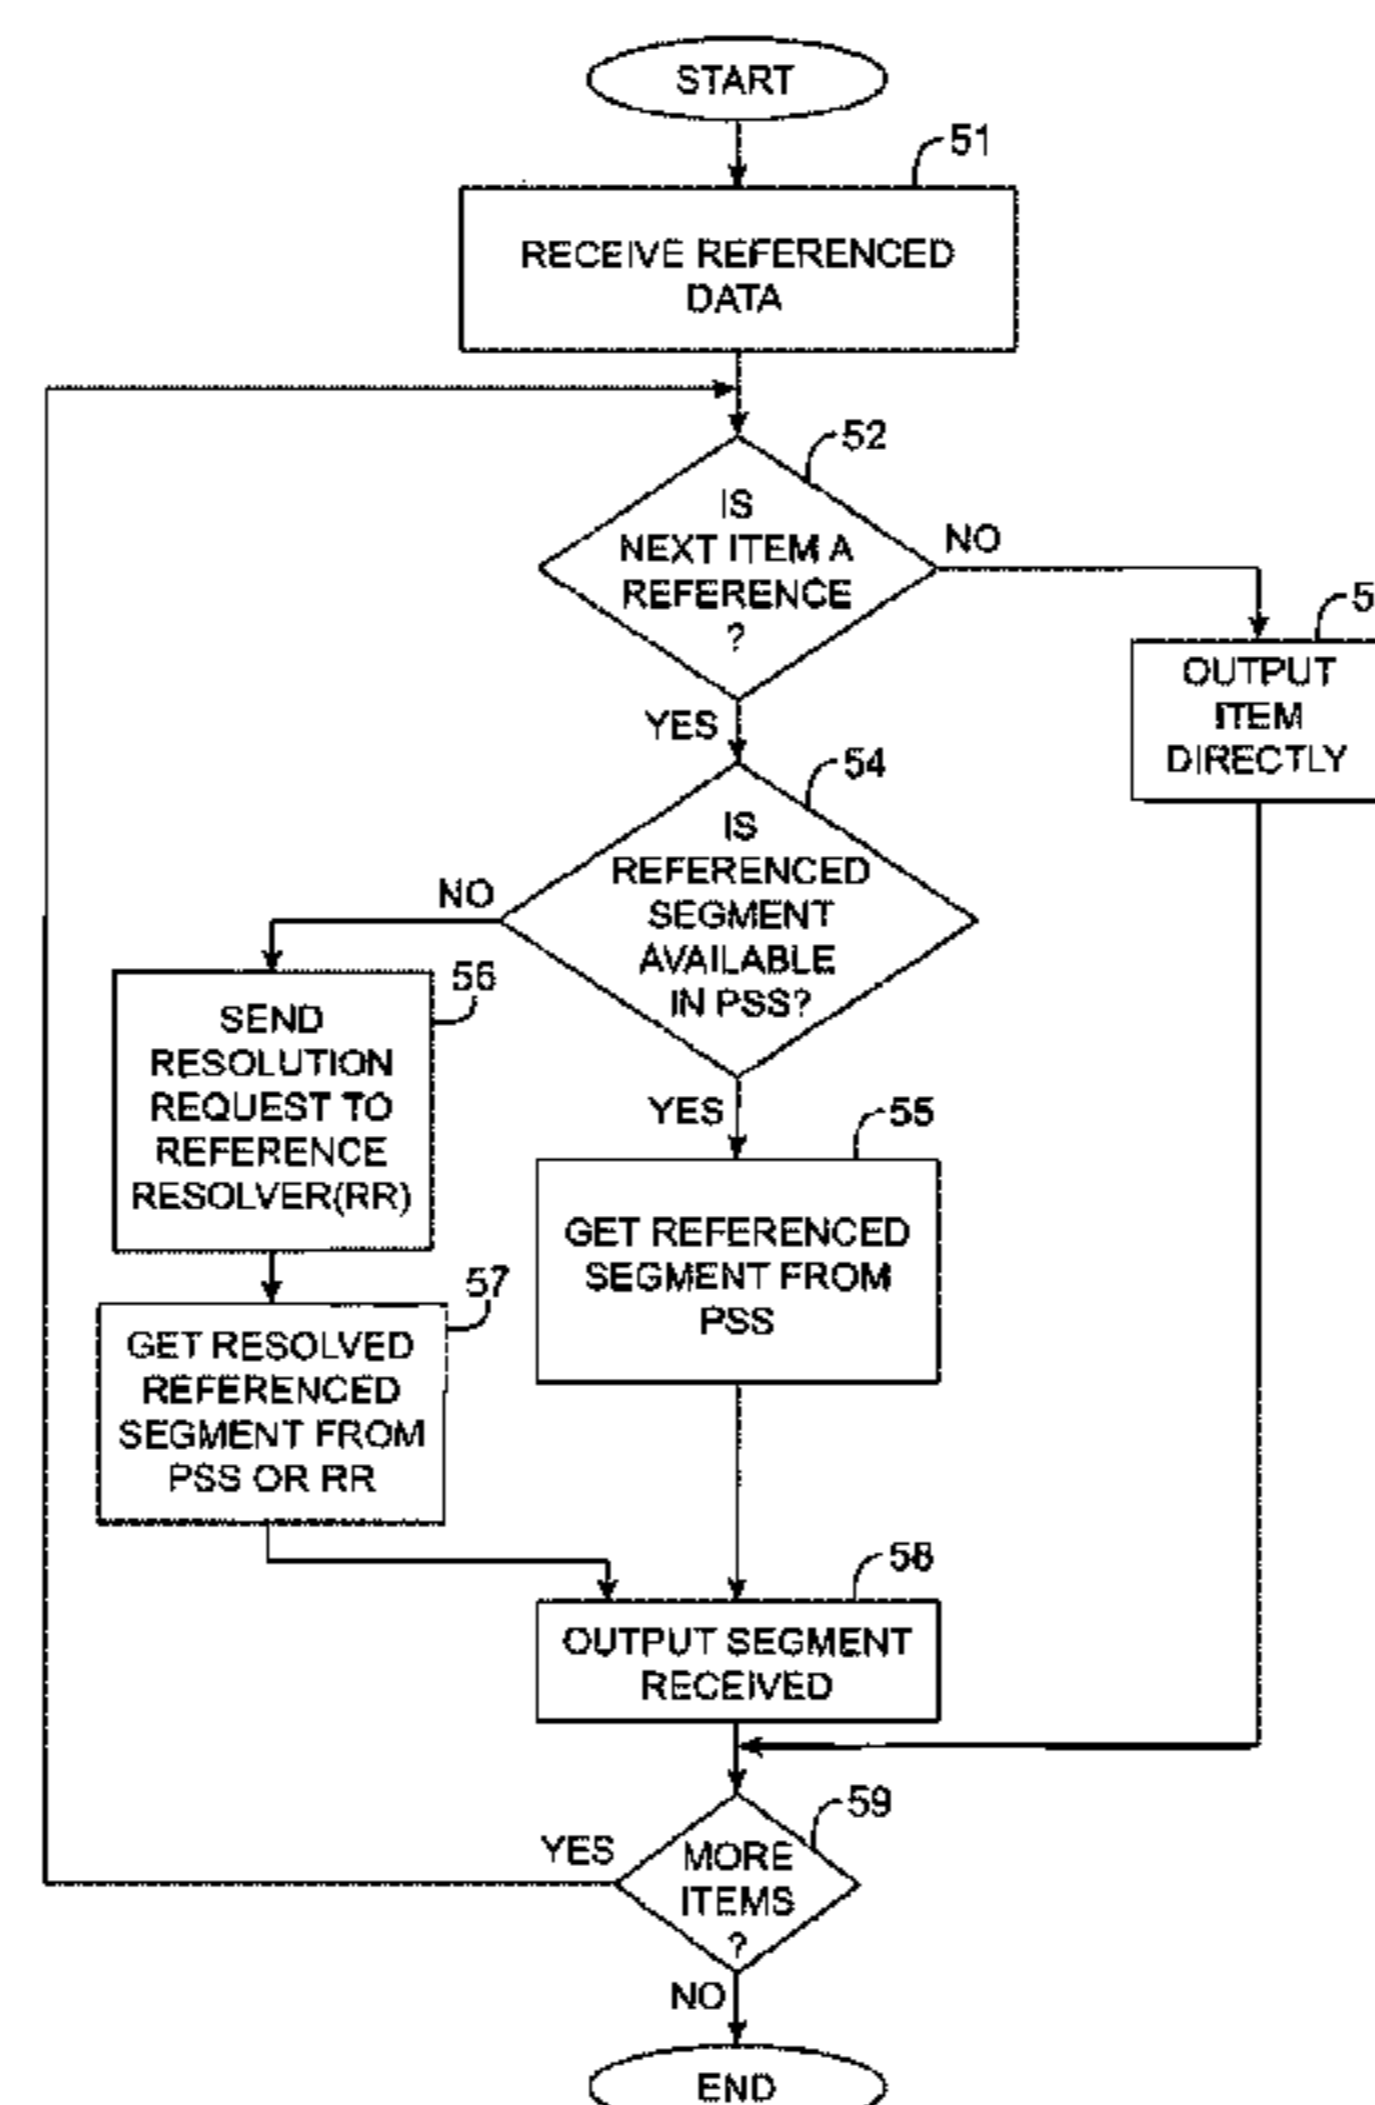 START
51
RECEIVE REFERENCED
DATA
52
IS
NEXT ITEM A
REFERENCE
?
NO
YES
OUTPUT
ITEM
DIRECTLY
54
IS
REFERENCED
SEGMENT
AVAILABLE
IN PSS?
NO
YES
56
SEND
RESOLUTION
REQUEST TO
REFERENCE
RESOLVER(RR)
55
GET REFERENCED
SEGMENT FROM
PSS
57
GET RESOLVED
REFERENCED
SEGMENT FROM
PSS OR RR
58
OUTPUT SEGMENT
RECEIVED
59
MORE
ITEMS
?
YES
NO
END